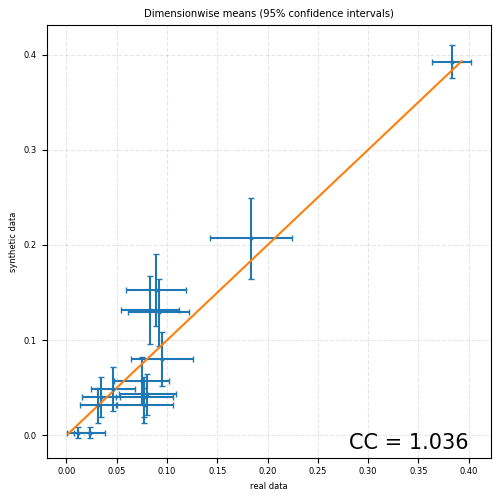 Dimensionwise means (95% confidence intervals)
0.4
0.3
0.2
0.1
0.0
synthetic data
CC = 1.036
0.00 0.05 0.10 0.15 0.20 0.25 0.30 0.35 0.40
real data